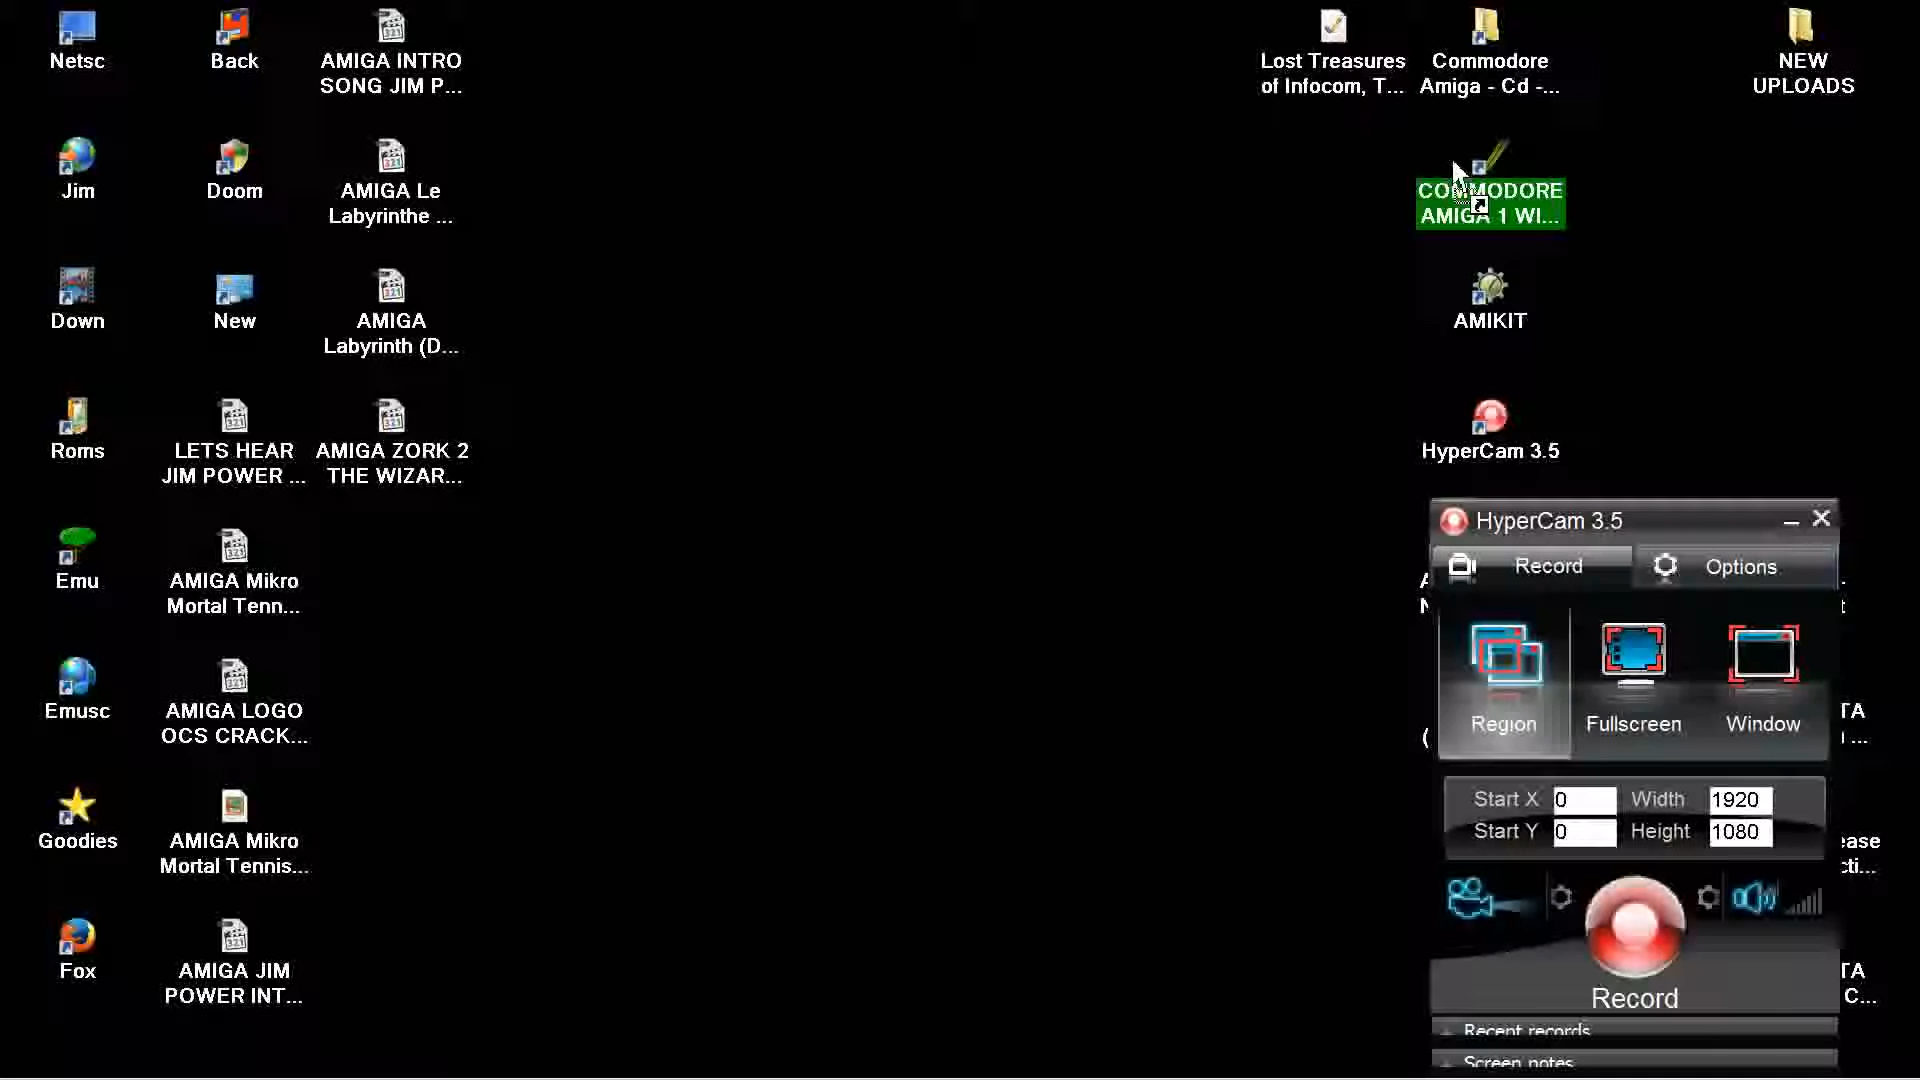 Netsc
Back
AMIGA INTRO
SONG JIM P...
Lost Treasures
of Infocom, T...
Commodore
Amiga - Cd -...
NEW
UPLOADS
Jim
Doom
AMIGA Le
Labyrinthe ...
COMMODORE
AMIGA 1 WI...
Down
New
AMIGA
Labyrinth (D...
AMIKIT
Roms
LETS HEAR
JIM POWER ...
AMIGA ZORK 2
THE WIZAR...
HyperCam 3.5
Emu
AMIGA Mikro
Mortal Tenn...
Emusc
AMIGA LOGO
OCS CRACK...
Goodies
AMIGA Mikro
Mortal Tennis...
Fox
AMIGA JIM
POWER INT...
HyperCam 3.5
Record
Options
Region
Fullscreen
Window
Start X 0 Width 1920
Start Y 0 Height 1080
Record
Recent records
Screen notes